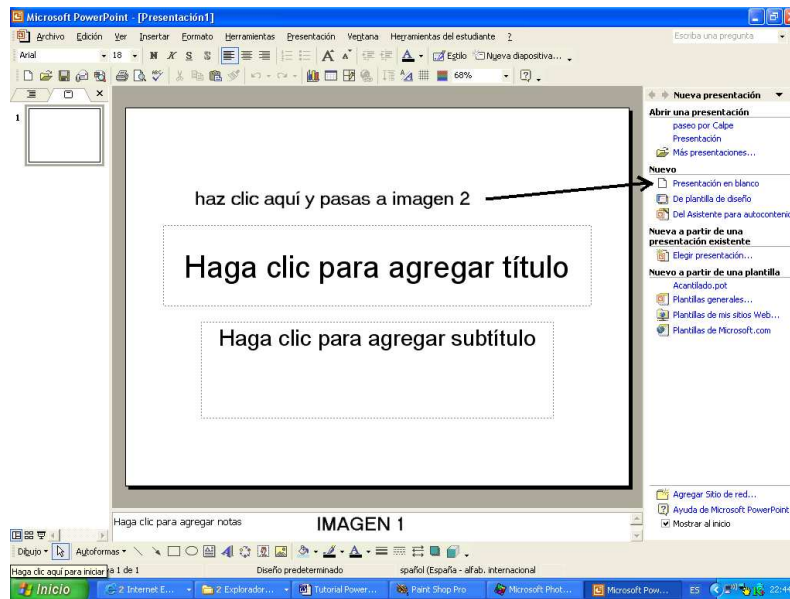 Microsoft PowerPoint - [Presentación1]
Archivo Edición Ver Insertar Formato Herramientas Presentación Ventana Herramientas del estudiante ? Escriba una pregunta
Arial 18 N K S S Estilo Nueva diapositiva...
68%
Nueva presentación
1
Abrir una presentación
paseo por Calpe
Presentación
Más presentaciones...
Nuevo
Presentación en blanco
De plantilla de diseño
Del Asistente para autocontenic
Nueva a partir de una
presentación existente
Elegir presentación...
Nuevo a partir de una plantilla
Acantilado.pot
Plantillas generales...
Plantillas de mis sitios Web...
Plantillas de Microsoft.com
haz clic aquí y pasas a imagen 2
Haga clic para agregar título
Haga clic para agregar subtítulo
Agregar Sitio de red...
Ayuda de Microsoft PowerPoint
Mostrar al inicio
Haga clic para agregar notas
IMAGEN 1
Dibujo Autoformas
Haga clic aquí para iniciar a 1 de 1 Diseño predeterminado spañol (España - alfab. internacional
Inicio 2 Internet E... 2 Explorador... Tutorial Power... Paint Shop Pro Microsoft Phot... Microsoft Pow... ES 22:44